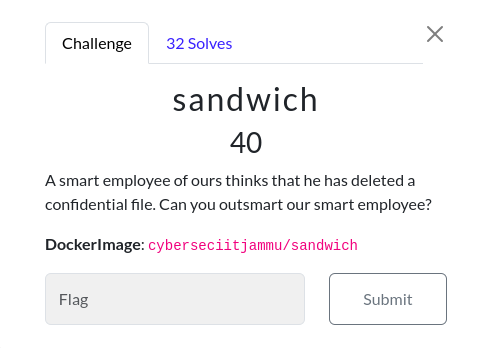 Challenge
32 Solves
sandwich
40
A smart employee of ours thinks that he has deleted a
confidential file. Can you outsmart our smart employee?
DockerImage: cyberseciitjammu/sandwich
Flag
Submit